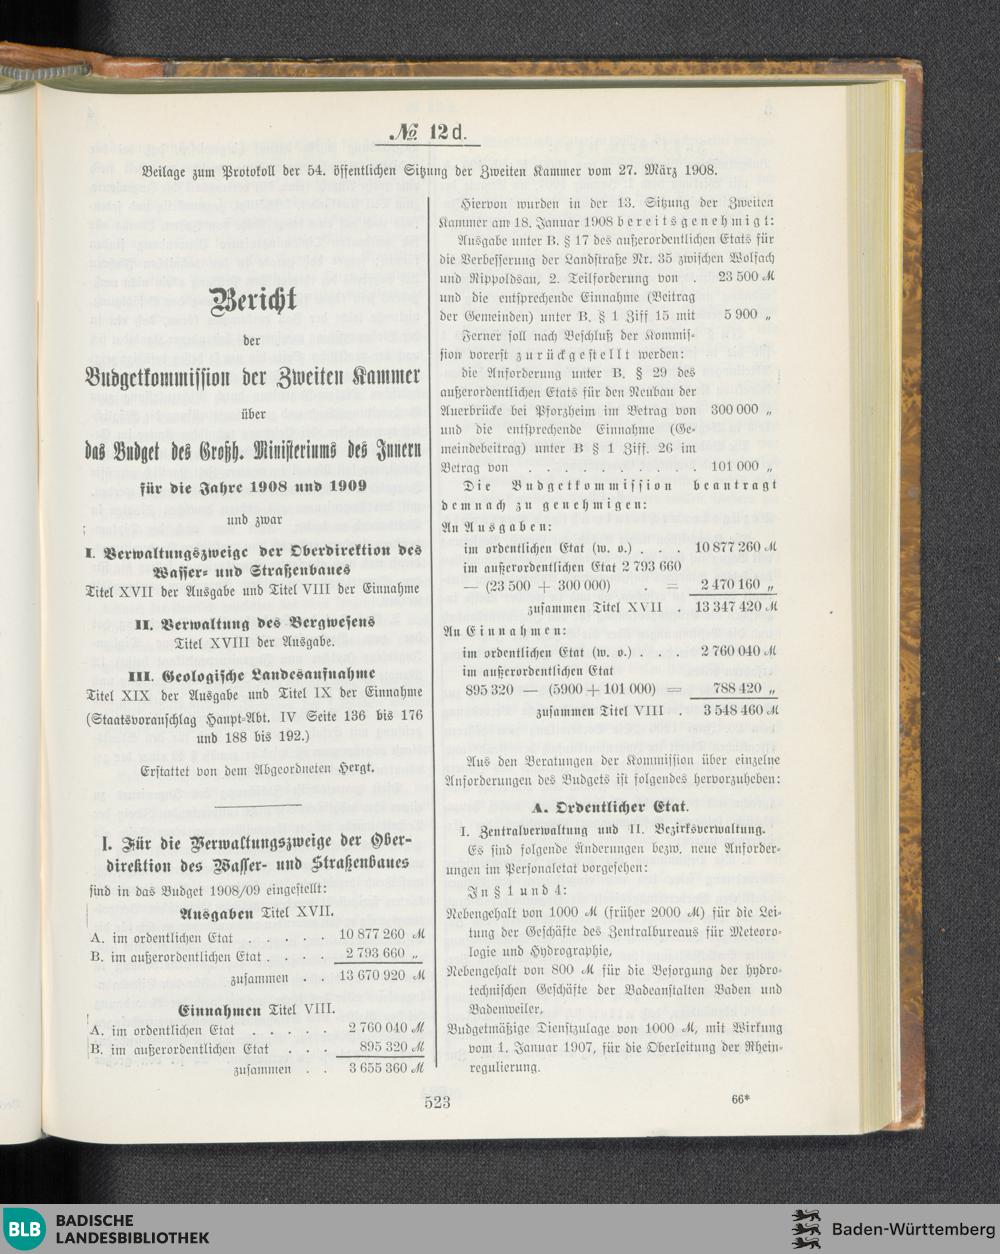 № 12 d.
Beilage zum Protokoll der 54. öffentlichen Sitzung der Zweiten Kammer vom 27. März 1908.
Bericht
der
Budgetkommission der Zweiten Kammer
über
das Budget des Großh. Ministeriums des Innern
für die Jahre 1908 und 1909
und zwar
I. Verwaltungszweige der Oberdirektion des
Wasser- und Straßenbaues
Titel XVII der Ausgabe und Titel VIII der Einnahme
II. Verwaltung des Bergwesens
Titel XVIII der Ausgabe.
III. Geologische Landesaufnahme
Titel XIX der Ausgabe und Titel IX der Einnahme
(Staatsvoranschlag Haupt-Abt. IV Seite 136 bis 176
und 188 bis 192.)
Erstattet von dem Abgeordneten Hergt.
I. Für die Verwaltungszweige der Ober-
direktion des Wasser- und Straßenbaues
sind in das Budget 1908/09 eingestellt:
Ausgaben Titel XVII.
A. im ordentlichen Etat . . . . . 10 877 260 ℳ
B. im außerordentlichen Etat . . . . 2 793 660 „
zusammen . . 13 670 920 ℳ
Einnahmen Titel VIII.
A. im ordentlichen Etat . . . . . 2 760 040 ℳ
B. im außerordentlichen Etat . . . 895 320 ℳ
zusammen . . 3 655 360 ℳ
Hiervon wurden in der 13. Sitzung der Zweiten
Kammer am 18. Januar 1908 bereits genehmigt:
Ausgabe unter B. § 17 des außerordentlichen Etats für
die Verbesserung der Landstraße Nr. 35 zwischen Wolfach
und Rippoldsau, 2. Teilforderung von . 23 500 ℳ
und die entsprechende Einnahme (Beitrag
der Gemeinden) unter B. § 1 Ziff 15 mit 5 900 „
Ferner soll nach Beschluß der Kommis-
sion vorerst zurückgestellt werden:
die Anforderung unter B. § 29 des
außerordentlichen Etats für den Neubau der
Auerbrücke bei Pforzheim im Betrag von 300 000 „
und die entsprechende Einnahme (Ge-
meindebeitrag) unter B § 1 Ziff. 26 im
Betrag von . . . . . . . . . . 101 000 „
Die Budgetkommission beantragt
demnach zu genehmigen:
An Ausgaben:
im ordentlichen Etat (w. o.) . . . 10 877 260 ℳ
im außerordentlichen Etat 2 793 660
— (23 500 + 300 000) . = 2 470 160 „
zusammen Titel XVII . 13 347 420 ℳ
An Einnahmen:
im ordentlichen Etat (w. o.) . . . 2 760 040 ℳ
im außerordentlichen Etat
895 320 — (5900 + 101 000) = 788 420 „
zusammen Titel VIII . 3 548 460 ℳ
Aus den Beratungen der Kommission über einzelne
Anforderungen des Budgets ist folgendes hervorzuheben:
A. Ordentlicher Etat.
I. Zentralverwaltung und II. Bezirksverwaltung.
Es sind folgende Änderungen bezw. neue Anforder-
ungen im Personaletat vorgesehen:
In § 1 und 4:
Nebengehalt von 1000 ℳ (früher 2000 ℳ) für die Lei-
tung der Geschäfte des Zentralbureaus für Meteoro-
logie und Hydrographie,
Nebengehalt von 800 ℳ für die Besorgung der hydro-
technischen Geschäfte der Badeanstalten Baden und
Badenweiler,
Budgetmäßige Dienstzulage von 1000 ℳ, mit Wirkung
vom 1. Januar 1907, für die Oberleitung der Rhein-
regulierung.
523
66*
BLB BADISCHE
LANDESBIBLIOTHEK
Baden-Württemberg